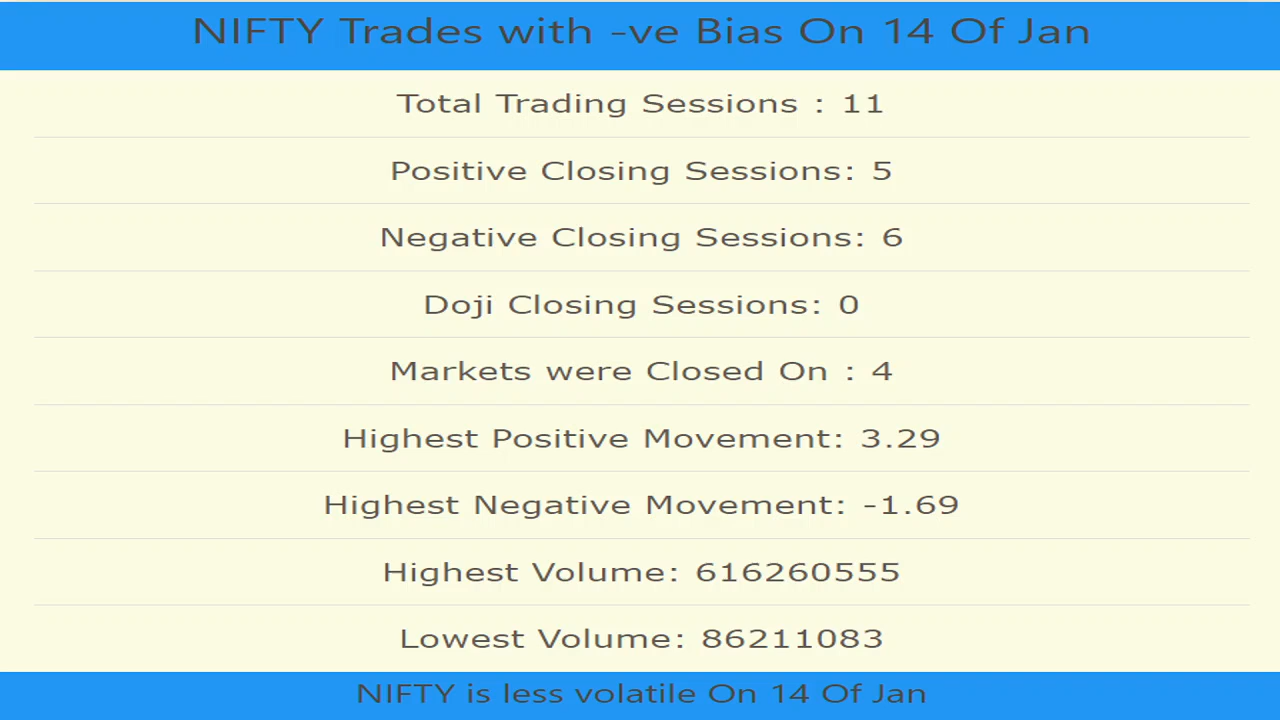 NIFTY Trades with -ve Bias On 14 Of Jan
Total Trading Sessions : 11
Positive Closing Sessions: 5
Negative Closing Sessions: 6
Doji Closing Sessions: 0
Markets were Closed On : 4
Highest Positive Movement: 3.29
Highest Negative Movement: -1.69
Highest Volume: 616260555
Lowest Volume: 86211083
NIFTY is less volatile On 14 Of Jan